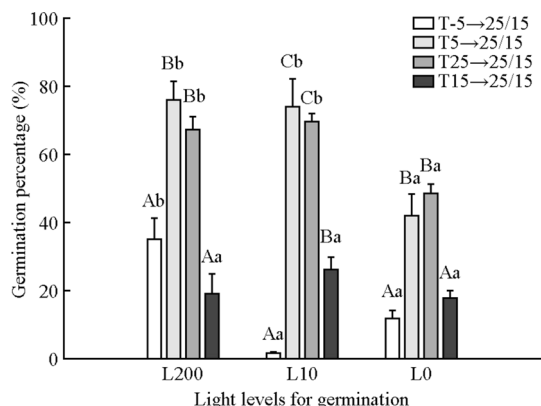 100
T-5→25/15
T5→25/15
T25→25/15
T15→25/15
Bb
Bb
Cb
Cb
80
60
Ba
Ba
40
Ab
Ba
20
Aa
Aa
Aa
Aa
0
L200
L10
L0
Germination percentage (%)
Light levels for germination